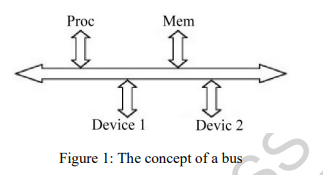 Proc Mem
Device 1 Devic 2
Figure 1: The concept of a bus